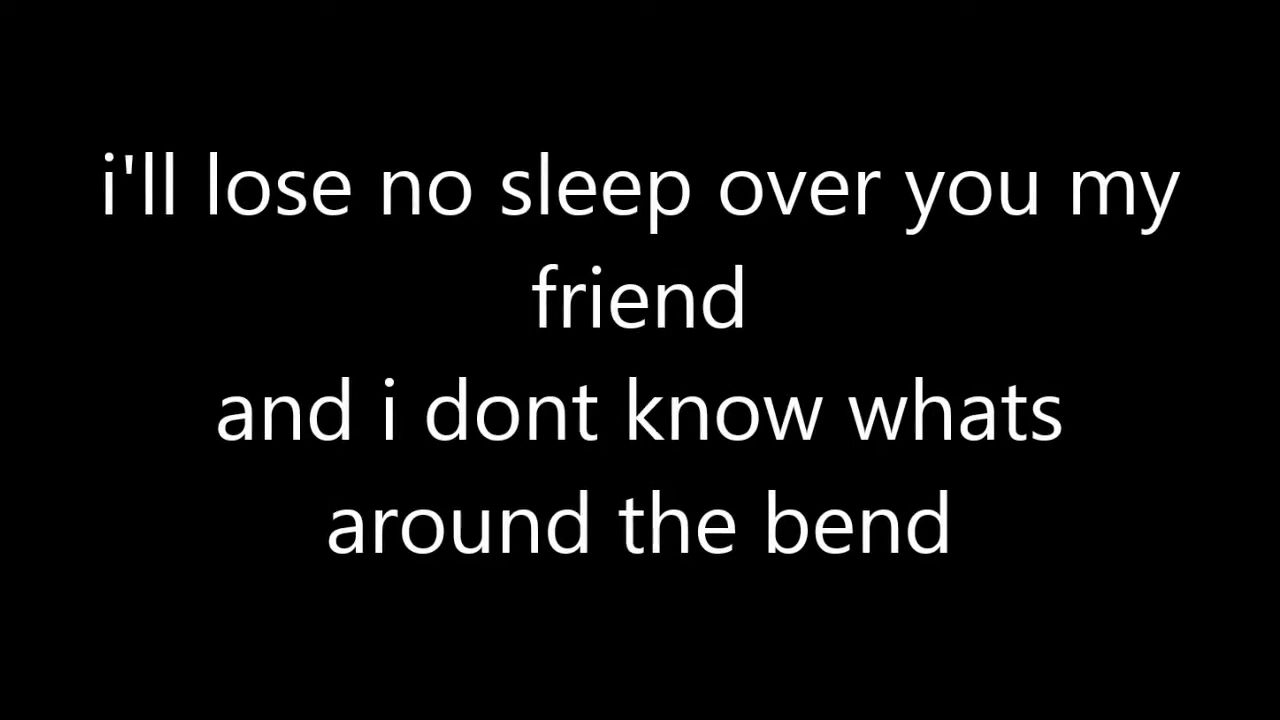 i'll lose no sleep over you my
friend
and i dont know whats
around the bend